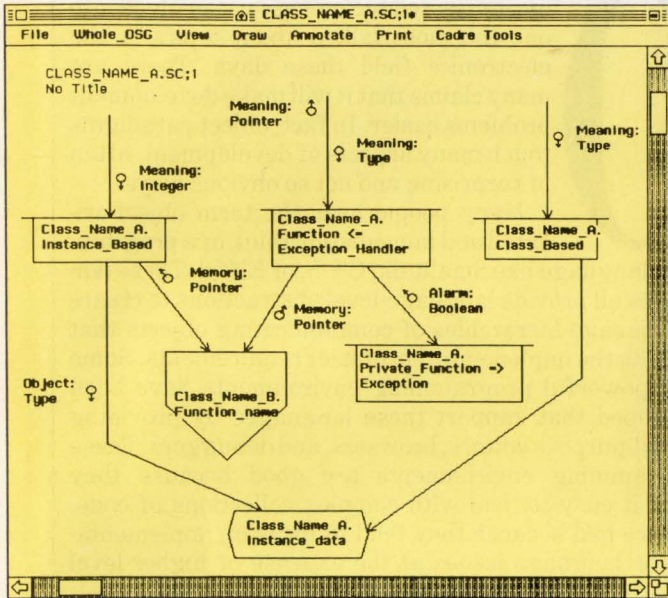 CLASS_NAME_A.SC;1*
File Whole_OSG View Draw Annotate Print Cadre Tools
CLASS_NAME_A.SC;1
No Title
Meaning:
Pointer
Meaning:
Type
Meaning:
Type
Meaning:
Integer
Class_Name_A.
Instance_Based
Class_Name_A.
Function <=
Exception_Handler
Class_Name_A.
Class_Based
Memory:
Pointer
Memory:
Pointer
Alarm:
Boolean
Object:
Type
Class_Name_B.
Function_name
Class_Name_A.
Private_Function =>
Exception
Class_Name_A.
Instance_data